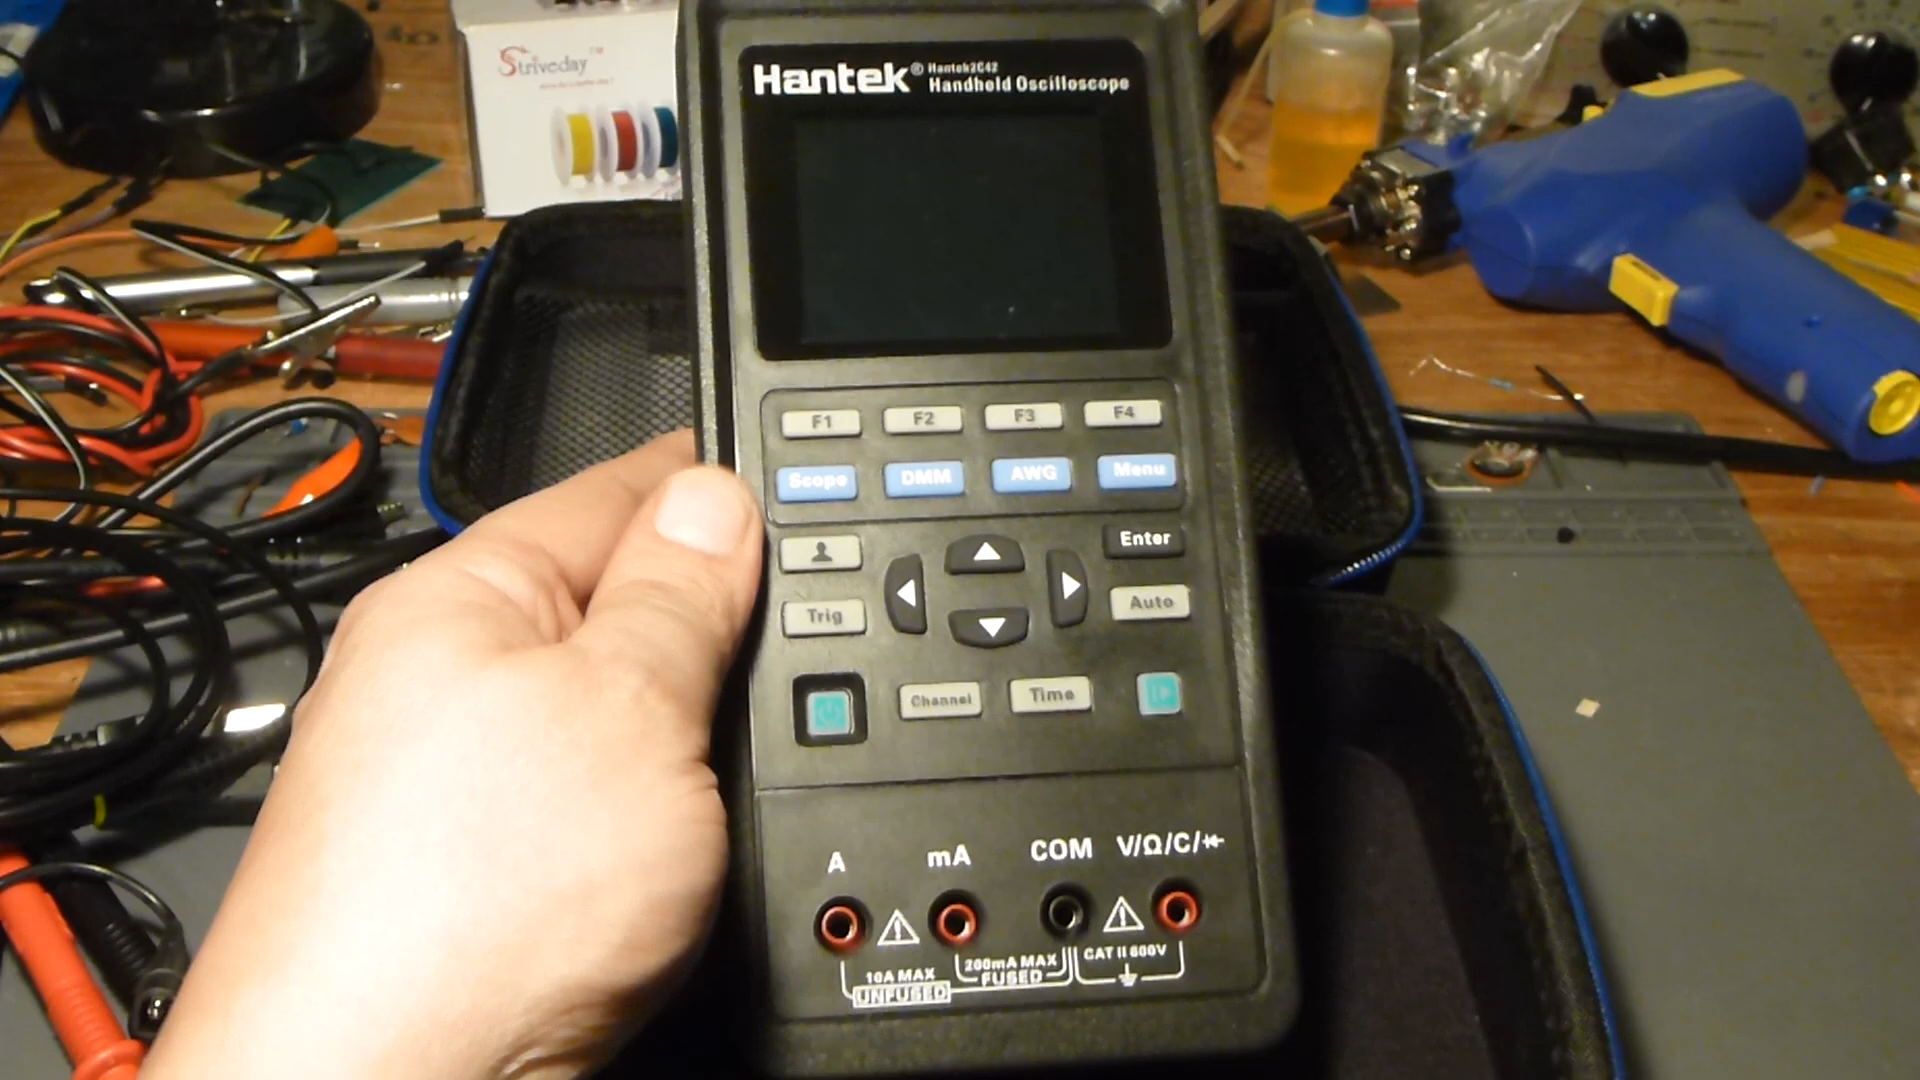 Striveday™
Hantek® Hantek2C42
Handheld Oscilloscope
F1 F2 F3 F4
Scope DMM AWG Menu
Enter
Trig Auto
Channel Time
A mA COM V/Ω/C/
10A MAX 200mA MAX CAT II 600V
UNFUSED FUSED